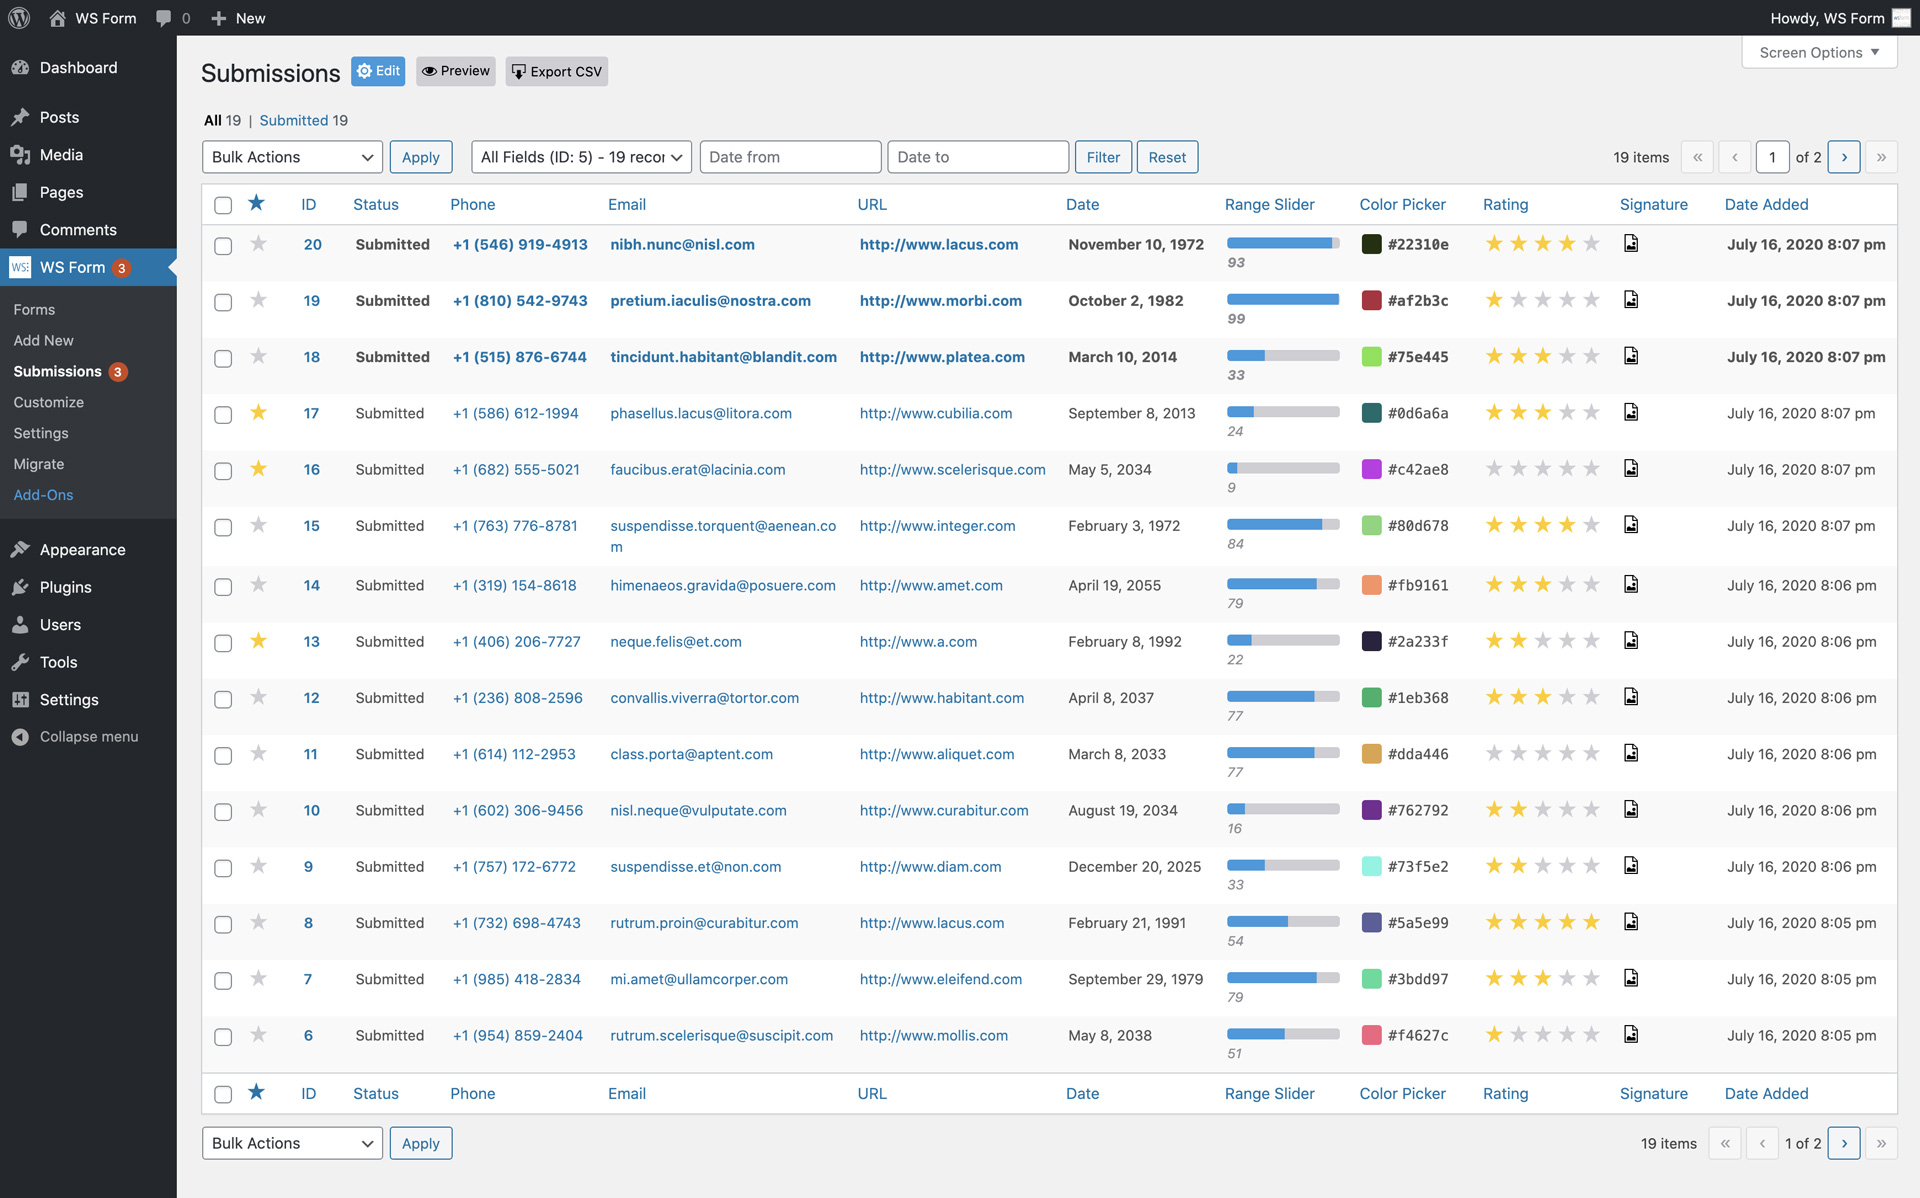 WS Form 0 New Howdy, WS Form
Screen Options
Dashboard
Posts
Media
Pages
Comments
WS: WS Form 3
Forms
Add New
Submissions 3
Customize
Settings
Migrate
Add-Ons
Appearance
Plugins
Users
Tools
Settings
Collapse menu
Submissions Edit Preview Export CSV
All 19 | Submitted 19
Bulk Actions Apply All Fields (ID: 5) - 19 recor Date from Date to Filter Reset 19 items « ‹ 1 of 2 › »
ID Status Phone Email URL Date Range Slider Color Picker Rating Signature Date Added
20 Submitted +1 (546) 919-4913 nibh.nunc@nisl.com http://www.lacus.com November 10, 1972 #22310e July 16, 2020 8:07 pm
93
19 Submitted +1 (810) 542-9743 pretium.iaculis@nostra.com http://www.morbi.com October 2, 1982 #af2b3c July 16, 2020 8:07 pm
99
18 Submitted +1 (515) 876-6744 tincidunt.habitant@blandit.com http://www.platea.com March 10, 2014 #75e445 July 16, 2020 8:07 pm
33
17 Submitted +1 (586) 612-1994 phasellus.lacus@litora.com http://www.cubilia.com September 8, 2013 #0d6a6a July 16, 2020 8:07 pm
24
16 Submitted +1 (682) 555-5021 faucibus.erat@lacinia.com http://www.scelerisque.com May 5, 2034 #c42ae8 July 16, 2020 8:07 pm
9
15 Submitted +1 (763) 776-8781 suspendisse.torquent@aenean.co http://www.integer.com February 3, 1972 #80d678 July 16, 2020 8:07 pm
m 84
14 Submitted +1 (319) 154-8618 himenaeos.gravida@posuere.com http://www.amet.com April 19, 2055 #fb9161 July 16, 2020 8:06 pm
79
13 Submitted +1 (406) 206-7727 neque.felis@et.com http://www.a.com February 8, 1992 #2a233f July 16, 2020 8:06 pm
22
12 Submitted +1 (236) 808-2596 convallis.viverra@tortor.com http://www.habitant.com April 8, 2037 #1eb368 July 16, 2020 8:06 pm
77
11 Submitted +1 (614) 112-2953 class.porta@aptent.com http://www.aliquet.com March 8, 2033 #dda446 July 16, 2020 8:06 pm
77
10 Submitted +1 (602) 306-9456 nisl.neque@vulputate.com http://www.curabitur.com August 19, 2034 #762792 July 16, 2020 8:06 pm
16
9 Submitted +1 (757) 172-6772 suspendisse.et@non.com http://www.diam.com December 20, 2025 #73f5e2 July 16, 2020 8:06 pm
33
8 Submitted +1 (732) 698-4743 rutrum.proin@curabitur.com http://www.lacus.com February 21, 1991 #5a5e99 July 16, 2020 8:05 pm
54
7 Submitted +1 (985) 418-2834 mi.amet@ullamcorper.com http://www.eleifend.com September 29, 1979 #3bdd97 July 16, 2020 8:05 pm
79
6 Submitted +1 (954) 859-2404 rutrum.scelerisque@suscipit.com http://www.mollis.com May 8, 2038 #f4627c July 16, 2020 8:05 pm
51
ID Status Phone Email URL Date Range Slider Color Picker Rating Signature Date Added
Bulk Actions Apply 19 items « ‹ 1 of 2 › »